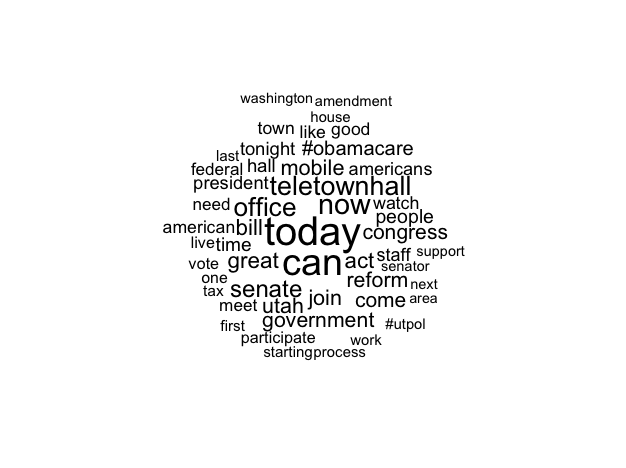 washington amendment
house
town like good
tonight #obamacare
last
federal hall mobile americans
president teletownhall
need office now watch
people
american bill today congress
live time
vote great can act staff support
senator
one reform next
tax senate join come area
meet utah
first government #utpol
participate work
starting process